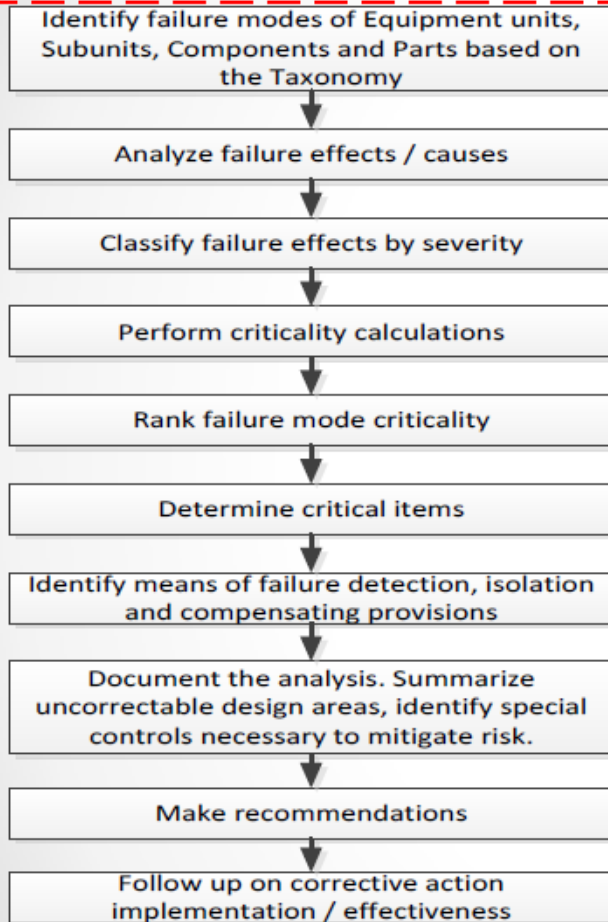 Identify failure modes of Equipment units,
Subunits, Components and Parts based on
the Taxonomy
Analyze failure effects / causes
Classify failure effects by severity
Perform criticality calculations
Rank failure mode criticality
Determine critical items
Identify means of failure detection, isolation
and compensating provisions
Document the analysis. Summarize
uncorrectable design areas, identify special
controls necessary to mitigate risk.
Make recommendations
Follow up on corrective action
implementation / effectiveness